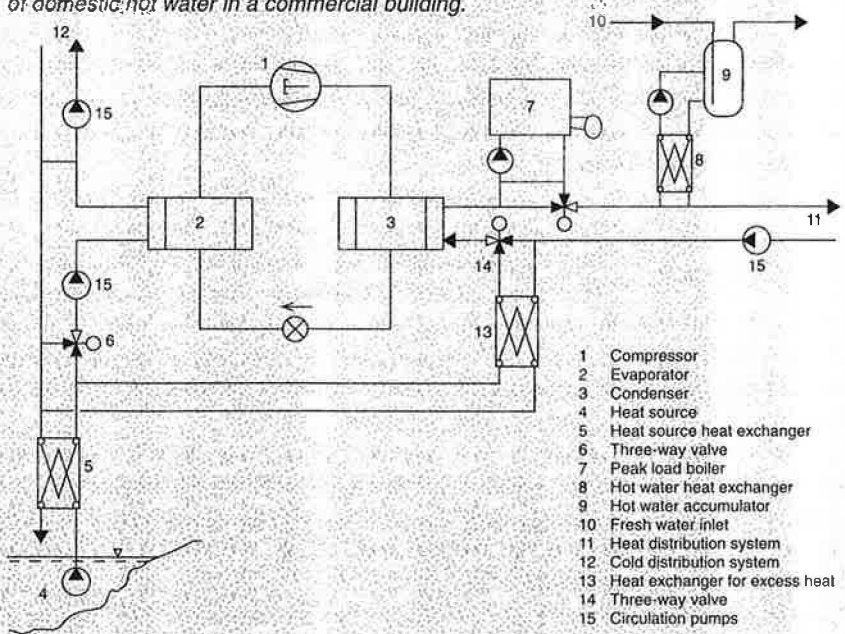 of domestic hot water in a commercial building.
12
10
1
9
15
7
8
2
3
11
15
14
15
6
13
5
4
1 Compressor
2 Evaporator
3 Condenser
4 Heat source
5 Heat source heat exchanger
6 Three-way valve
7 Peak load boiler
8 Hot water heat exchanger
9 Hot water accumulator
10 Fresh water inlet
11 Heat distribution system
12 Cold distribution system
13 Heat exchanger for excess heat
14 Three-way valve
15 Circulation pumps